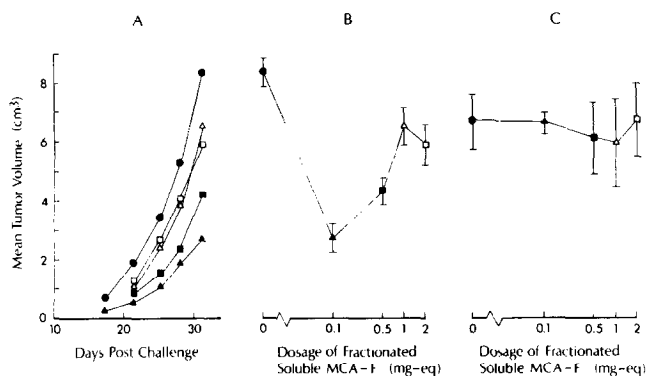 A
B
C
Mean Tumor Volume (cm³)
8
6
4
2
0
10
20
30
Days Post Challenge
0
0.1
0.5
1
2
Dosage of Fractionated
Soluble MCA-F (mg-eq)
0
0.1
0.5
1
2
Dosage of Fractionated
Soluble MCA-F (mg-eq)